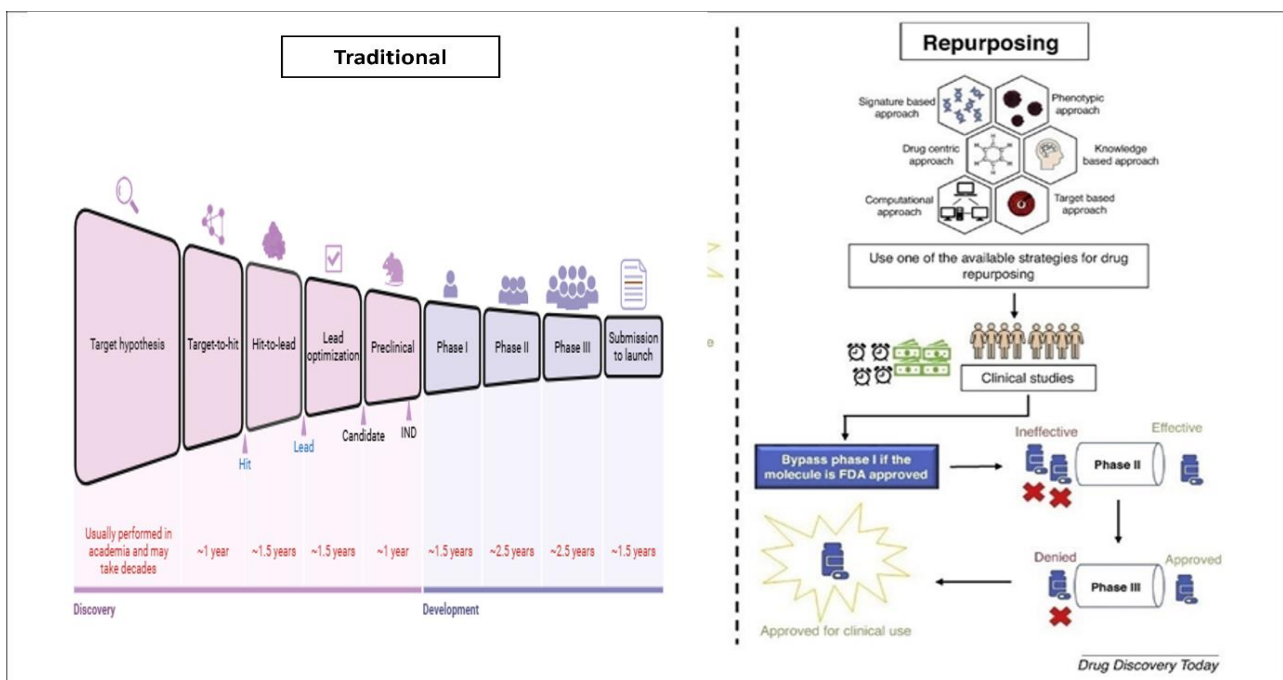 Traditional
Target hypothesis
Target-to-hit
Hit-to-lead
Lead
optimization
Preclinical
Phase I
Phase II
Phase III
Submission
to launch
Hit
Lead
Candidate
IND
Usually performed in
academia and may
take decades
~1 year
~1.5 years
~1.5 years
~1 year
~1.5 years
~2.5 years
~2.5 years
~1.5 years
Discovery
Development
Repurposing
Signature based
approach
Phenotypic
approach
Drug centric
approach
Knowledge
based approach
Computational
approach
Target based
approach
Use one of the available strategies for drug
repurposing
Clinical studies
Bypass phase I if the
molecule is FDA approved
Ineffective
Effective
Phase II
Denied
Approved
Phase III
Approved for clinical use
Drug Discovery Today